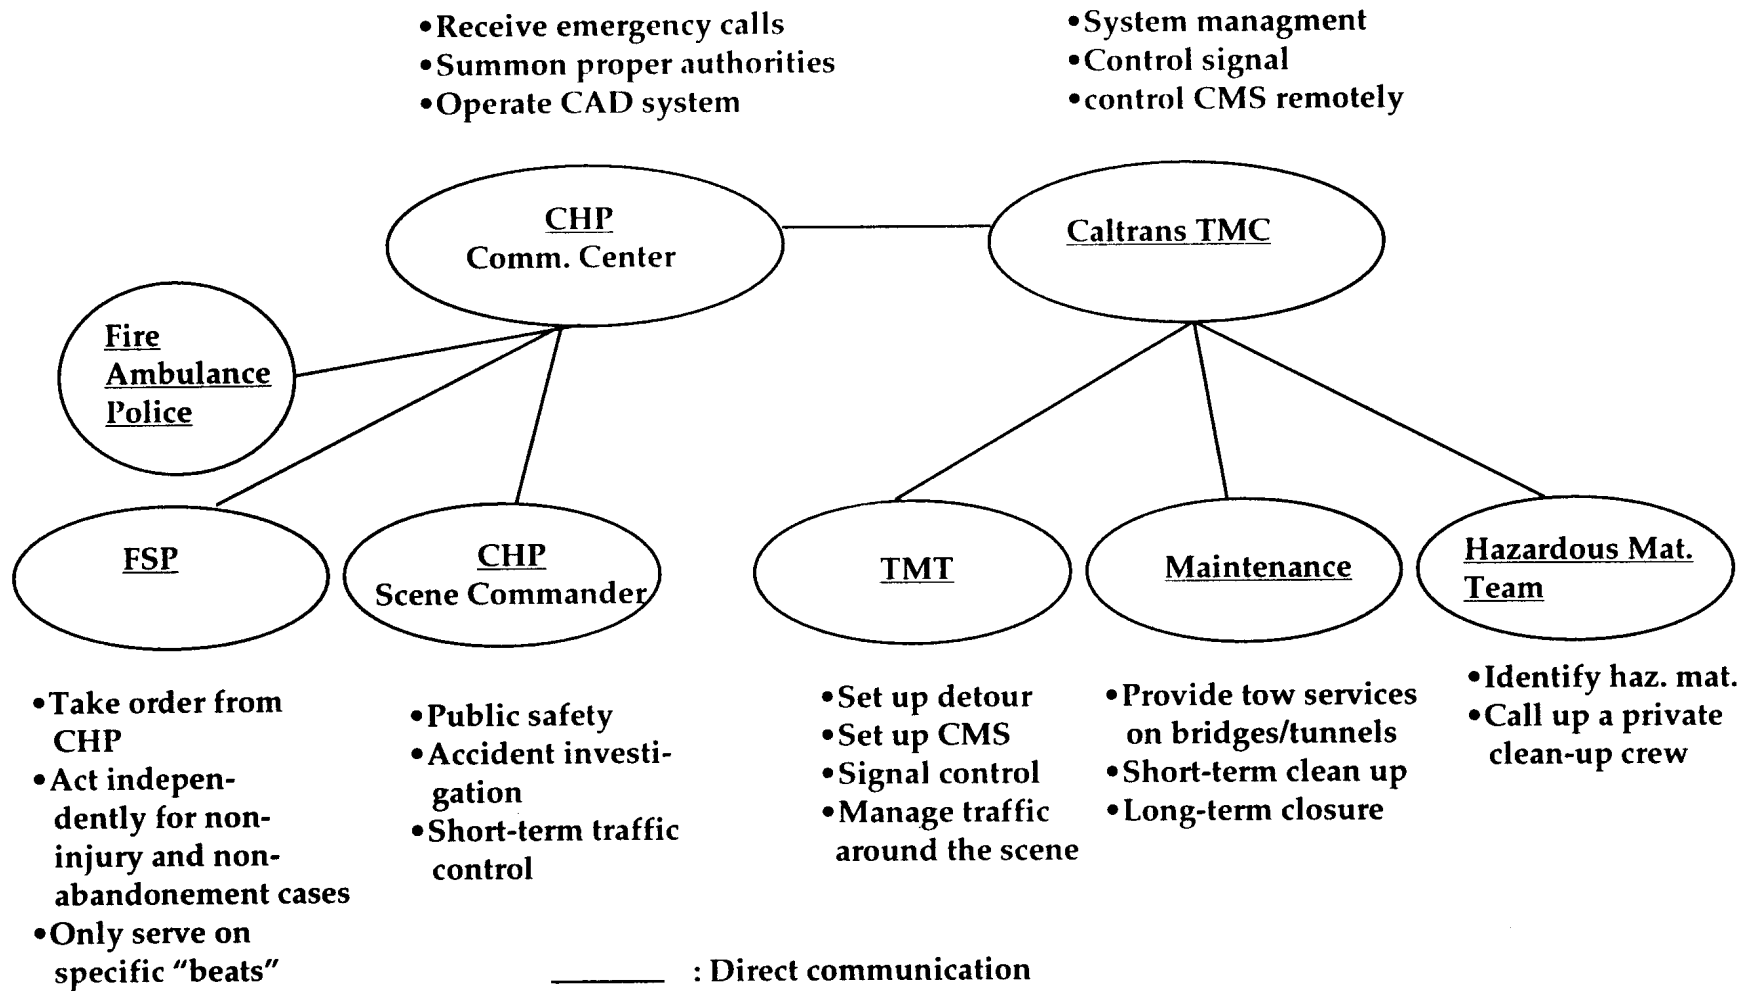 •Receive emergency calls
•Summon proper authorities
•Operate CAD system
•System managment
•Control signal
•control CMS remotely
CHP
Comm. Center
Caltrans TMC
Fire
Ambulance
Police
FSP
CHP
Scene Commander
TMT
Maintenance
Hazardous Mat.
Team
•Take order from
CHP
•Act indepen-
dently for non-
injury and non-
abandonement cases
•Only serve on
specific "beats"
•Public safety
•Accident investi-
gation
•Short-term traffic
control
•Set up detour
•Set up CMS
•Signal control
•Manage traffic
around the scene
•Provide tow services
on bridges/tunnels
•Short-term clean up
•Long-term closure
•Identify haz. mat.
•Call up a private
clean-up crew
: Direct communication